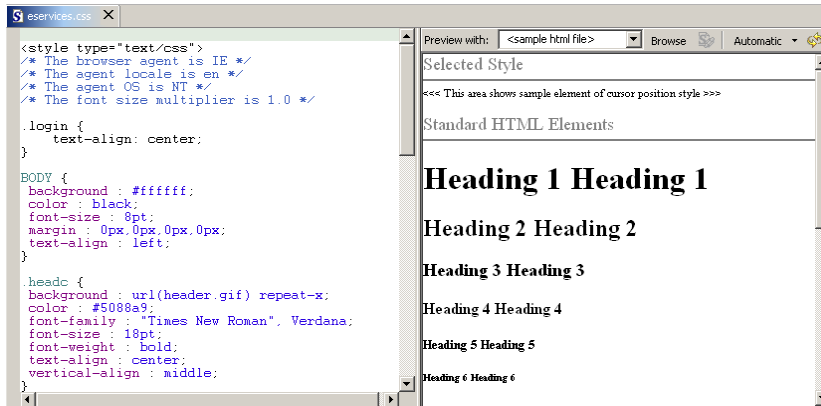 eservices.css
<style type="text/css">
/* The browser agent is IE */
/* The agent locale is en */
/* The agent OS is NT */
/* The font size multiplier is 1.0 */
.login {
text-align: center;
}
BODY {
background : #ffffff;
color : black;
font-size : 8pt;
margin : 0px,0px,0px,0px;
text-align : left;
}
.headc {
background : url(header.gif) repeat-x;
color : #5088a9;
font-family : "Times New Roman", Verdana;
font-size : 18pt;
font-weight : bold;
text-align : center;
vertical-align : middle;
}
Preview with: <sample html file> Browse Automatic
Selected Style
<<< This area shows sample element of cursor position style >>>
Standard HTML Elements
Heading 1 Heading 1
Heading 2 Heading 2
Heading 3 Heading 3
Heading 4 Heading 4
Heading 5 Heading 5
Heading 6 Heading 6